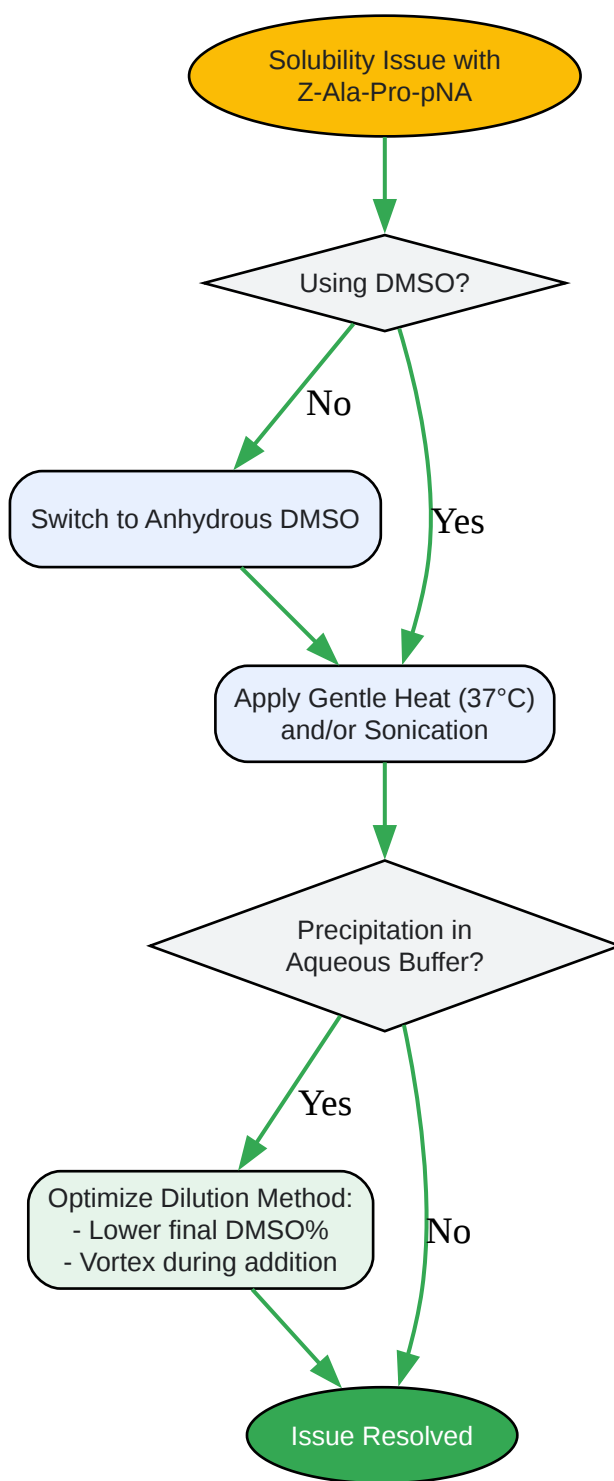 Solubility Issue with
Z-Ala-Pro-pNA
Using DMSO?
No
Yes
Switch to Anhydrous DMSO
Apply Gentle Heat (37°C)
and/or Sonication
Precipitation in
Aqueous Buffer?
Yes
No
Optimize Dilution Method:
- Lower final DMSO%
- Vortex during addition
Issue Resolved